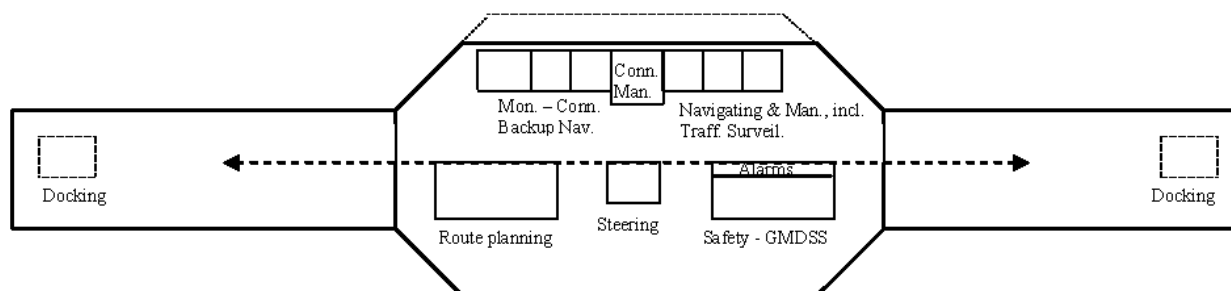 Conn.
Man.
Mon. – Conn.
Backup Nav.
Navigating & Man., incl.
Traff. Surveil.
Docking
Alarms
Docking
Route planning
Steering
Safety - GMDSS